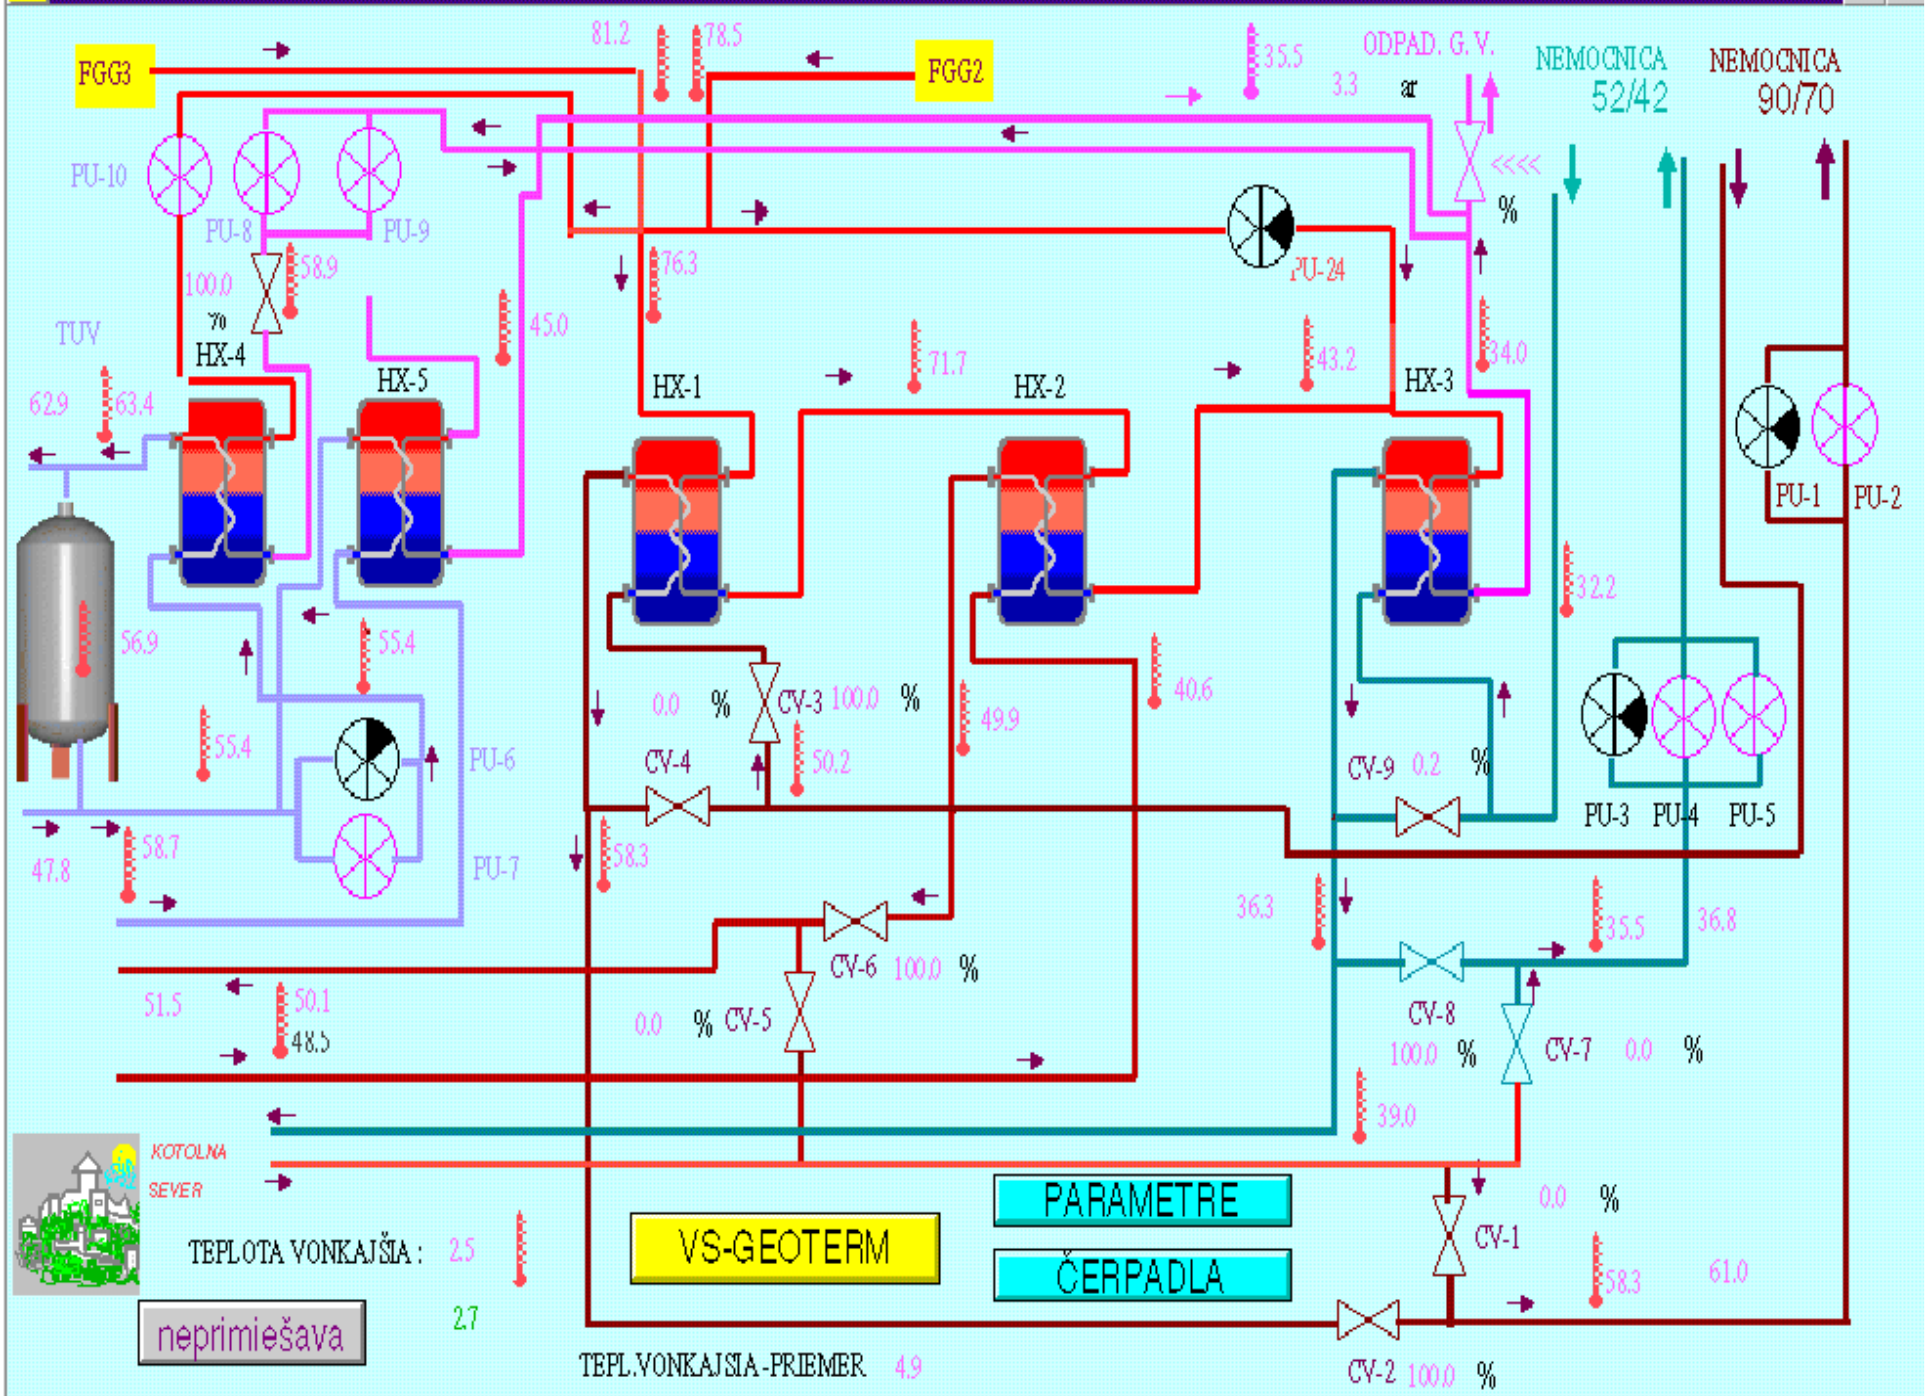 81.2
78.5
35.5
ODPAD. G. V.
NEMOCNICA
52/42
NEMOCNICA
90/70
FGG3
FGG2
3.3
ar
PU-10
<<<<
PU-8
PU-9
%
58.9
76.3
PU-24
100.0
%
45.0
TUV
HX-4
HX-5
71.7
43.2
34.0
HX-1
HX-2
HX-3
62.9
63.4
PU-1
PU-2
32.2
56.9
55.4
40.6
0.0
%
CV-3
100.0
%
49.9
55.4
PU-6
50.2
CV-4
CV-9
0.2
%
PU-3
PU-4
PU-5
58.7
47.8
PU-7
58.3
36.3
35.5
36.8
CV-6
100.0
%
51.5
50.1
48.5
0.0
%
CV-5
CV-8
100.0
%
CV-7
0.0
%
39.0
KOTOLNA
SEVER
PARAMETRE
0.0
%
CV-1
TEPLOTA VONKAJŠIA :
2.5
VS-GEOTERM
ČERPADLA
58.3
61.0
2.7
neprimiešava
TEPL.VONKAJSIA-PRIEMER
4.9
CV-2
100.0
%